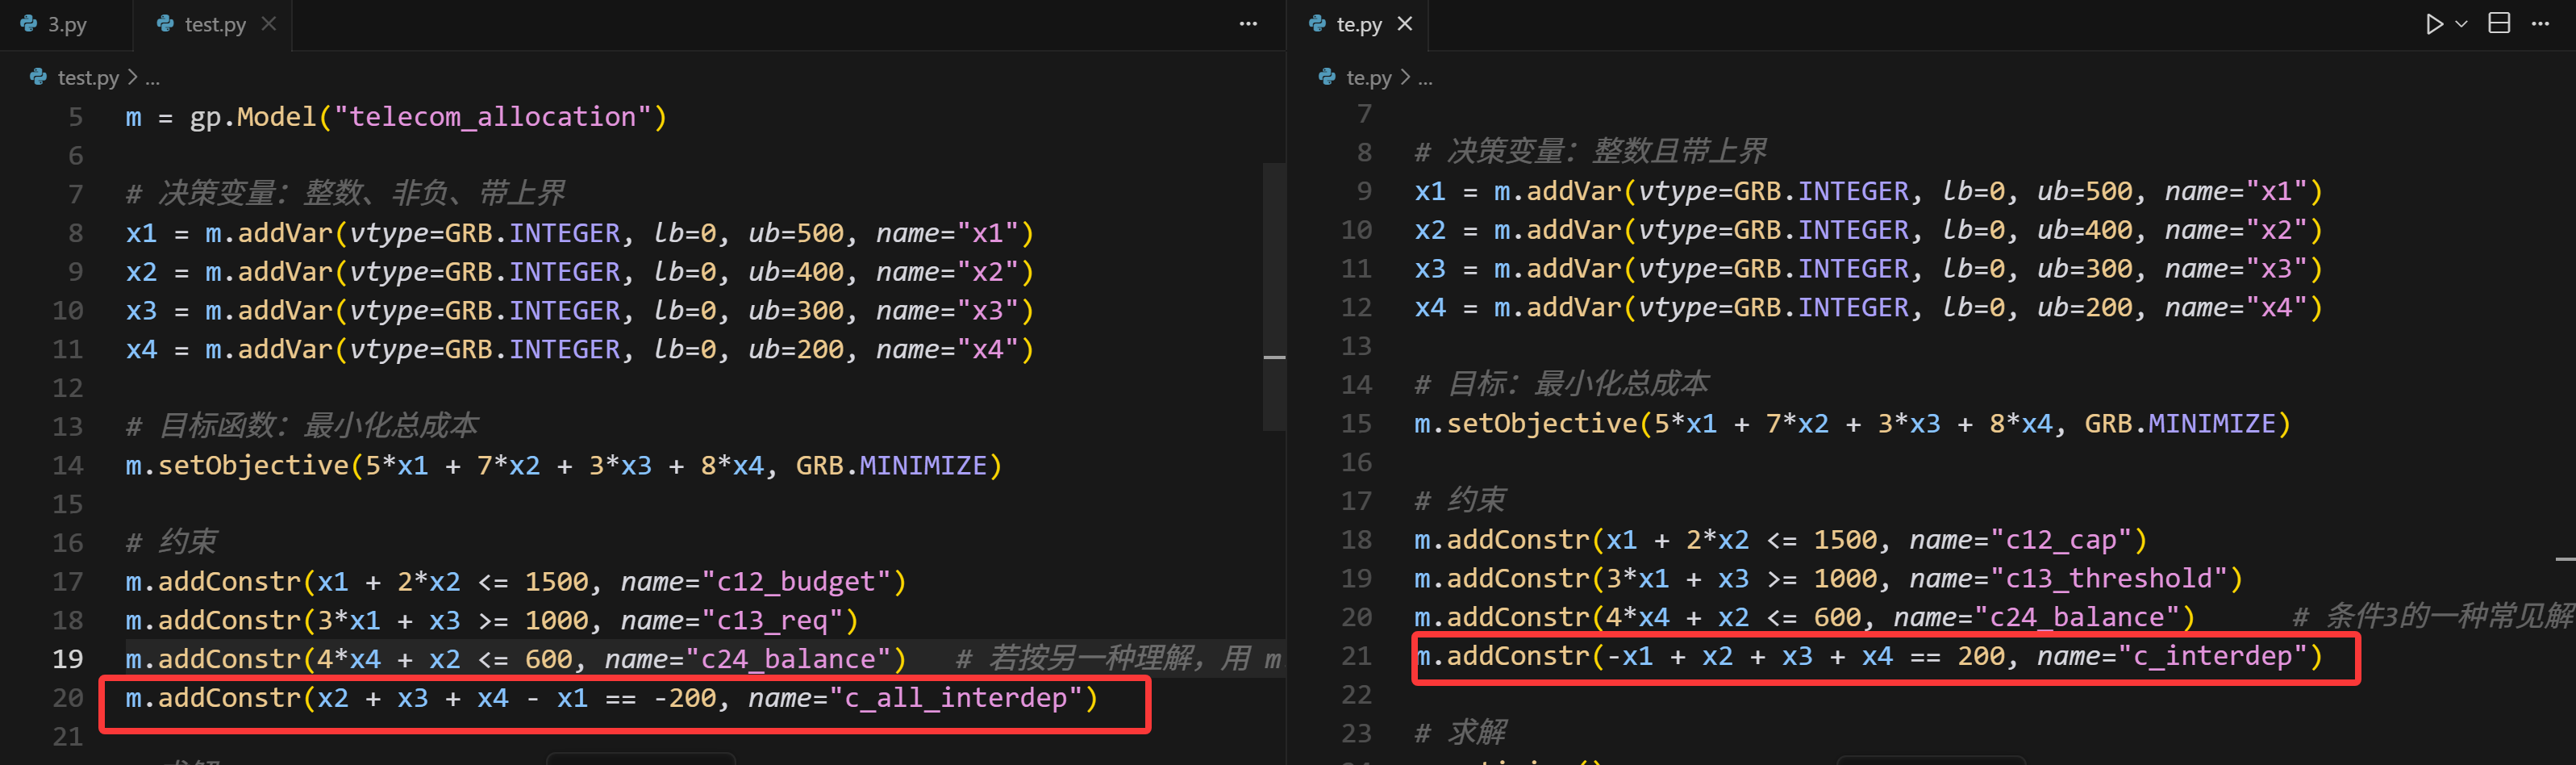 3.py
test.py
test.py > ...
5 m = gp.Model("telecom_allocation")
6
7 # 决策变量：整数、非负、带上界
8 x1 = m.addVar(vtype=GRB.INTEGER, lb=0, ub=500, name="x1")
9 x2 = m.addVar(vtype=GRB.INTEGER, lb=0, ub=400, name="x2")
10 x3 = m.addVar(vtype=GRB.INTEGER, lb=0, ub=300, name="x3")
11 x4 = m.addVar(vtype=GRB.INTEGER, lb=0, ub=200, name="x4")
12
13 # 目标函数：最小化总成本
14 m.setObjective(5*x1 + 7*x2 + 3*x3 + 8*x4, GRB.MINIMIZE)
15
16 # 约束
17 m.addConstr(x1 + 2*x2 <= 1500, name="c12_budget")
18 m.addConstr(3*x1 + x3 >= 1000, name="c13_req")
19 m.addConstr(4*x4 + x2 <= 600, name="c24_balance") # 若按另一种理解，用 m
20 m.addConstr(x2 + x3 + x4 - x1 == -200, name="c_all_interdep")
21
te.py
te.py > ...
7
8 # 决策变量：整数且带上界
9 x1 = m.addVar(vtype=GRB.INTEGER, lb=0, ub=500, name="x1")
10 x2 = m.addVar(vtype=GRB.INTEGER, lb=0, ub=400, name="x2")
11 x3 = m.addVar(vtype=GRB.INTEGER, lb=0, ub=300, name="x3")
12 x4 = m.addVar(vtype=GRB.INTEGER, lb=0, ub=200, name="x4")
13
14 # 目标：最小化总成本
15 m.setObjective(5*x1 + 7*x2 + 3*x3 + 8*x4, GRB.MINIMIZE)
16
17 # 约束
18 m.addConstr(x1 + 2*x2 <= 1500, name="c12_cap")
19 m.addConstr(3*x1 + x3 >= 1000, name="c13_threshold")
20 m.addConstr(4*x4 + x2 <= 600, name="c24_balance") # 条件3的一种常见解
21 m.addConstr(-x1 + x2 + x3 + x4 == 200, name="c_interdep")
22
23 # 求解